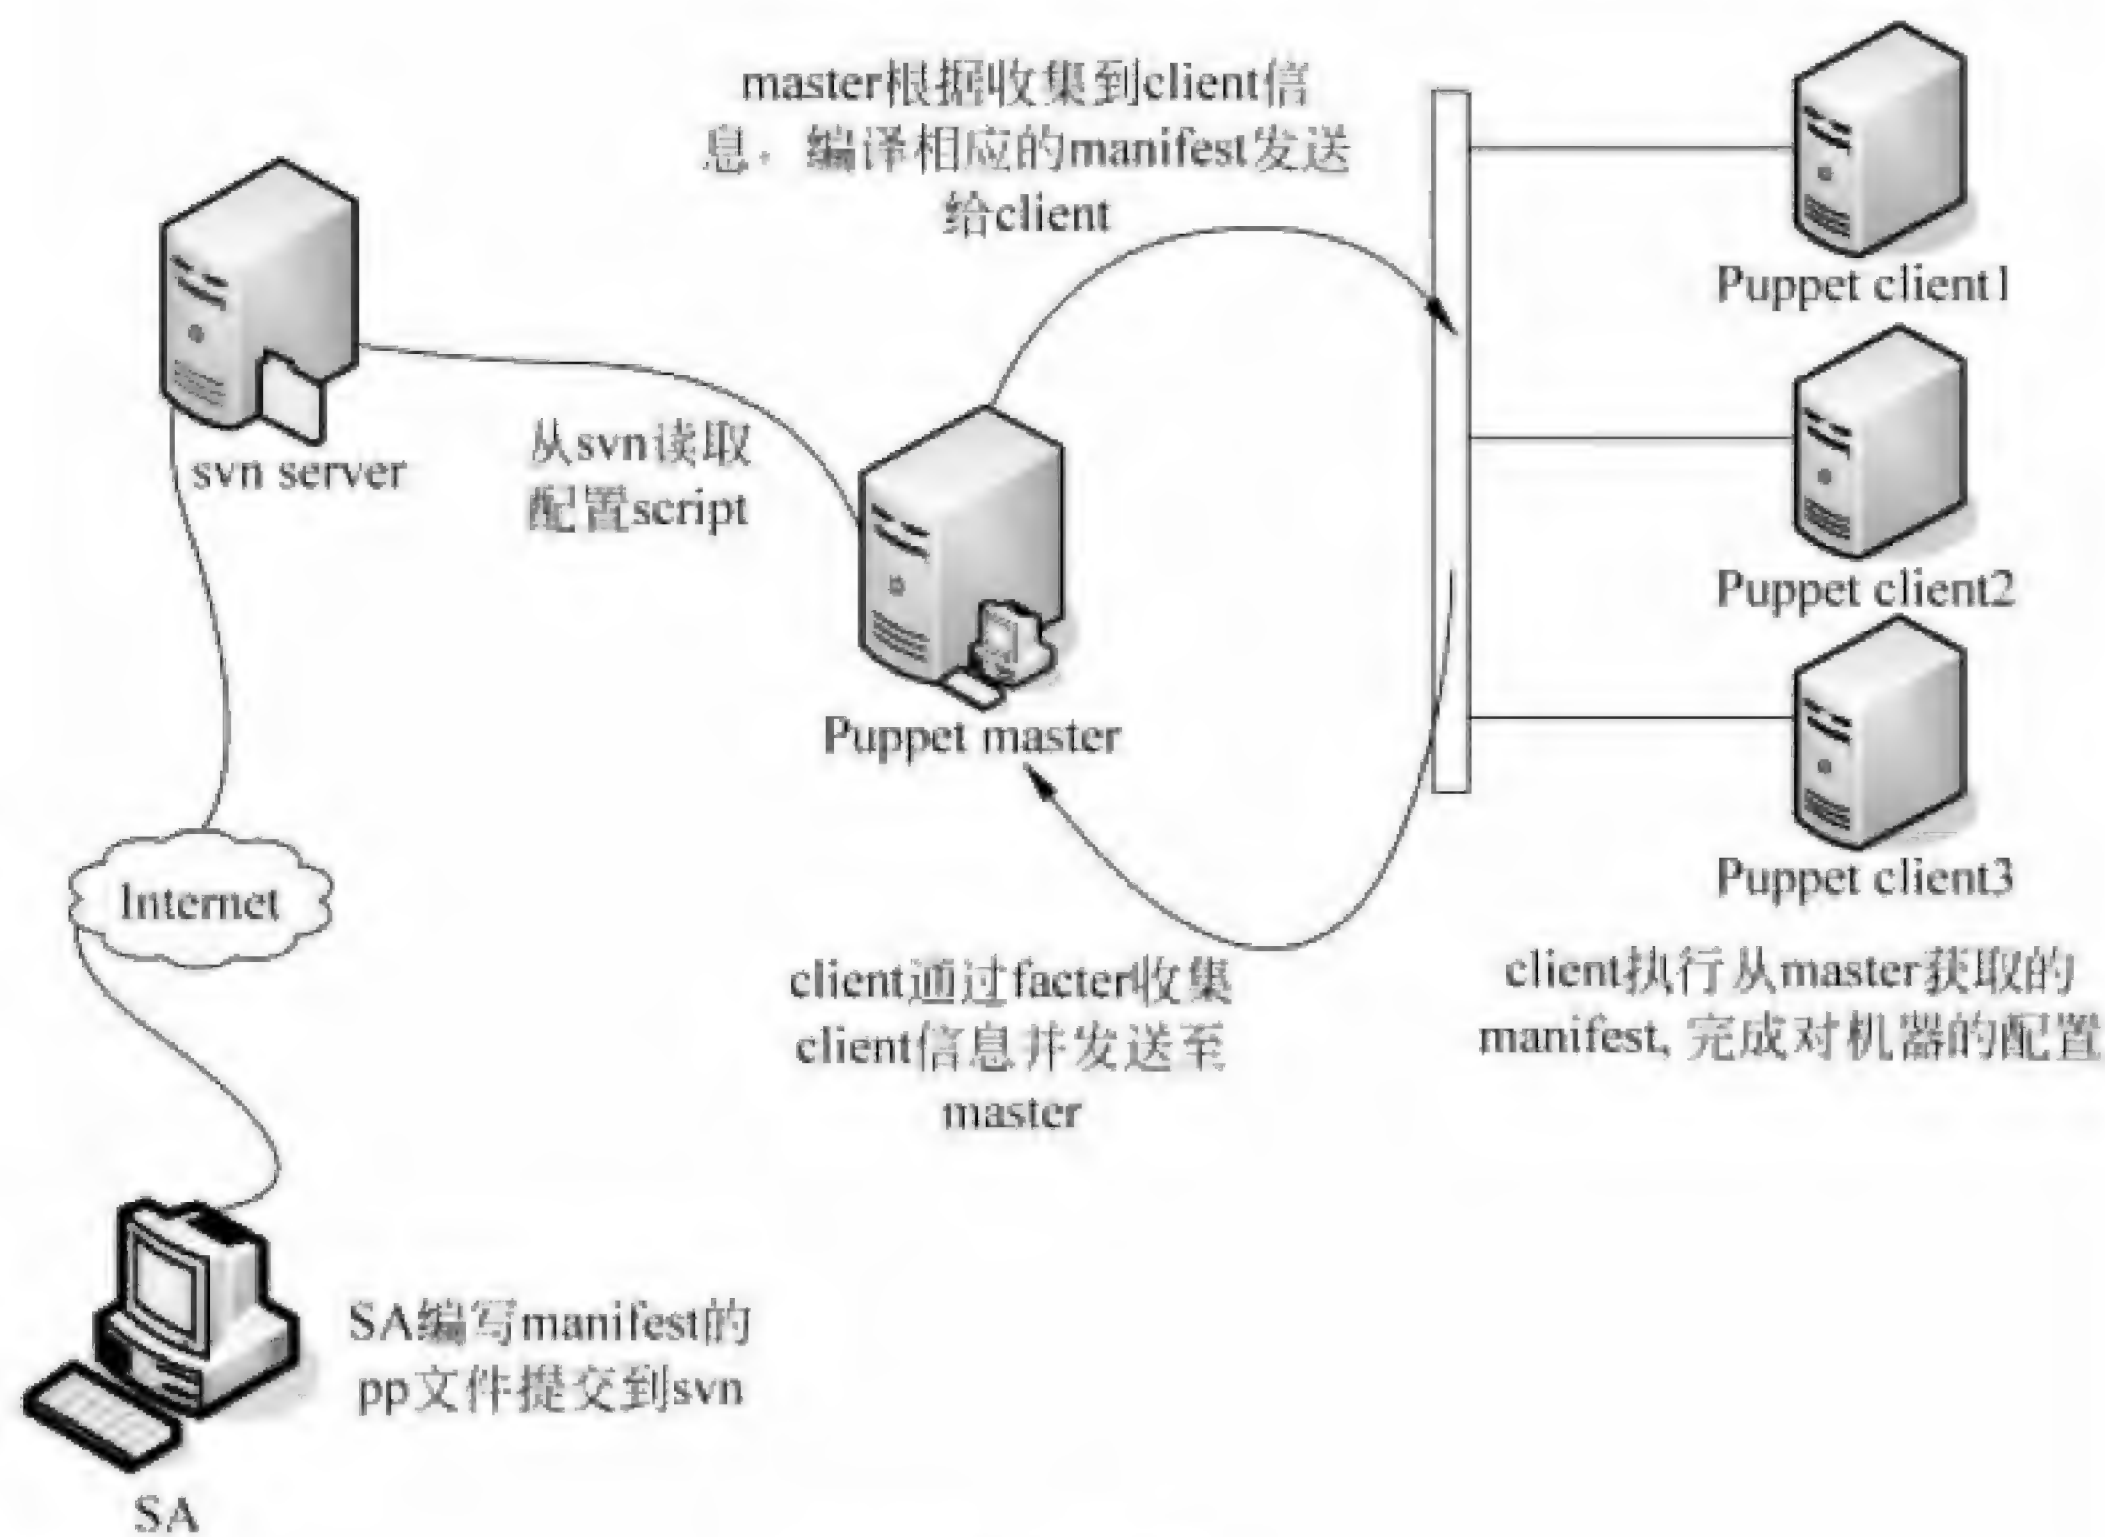 master根据收集到client信
息，编译相应的manifest发送
给client
Puppet client1
svn server
从svn读取
配置script
Puppet client2
Puppet master
Puppet client3
Internet
client通过facter收集
client信息并发送至
master
client执行从master获取的
manifest, 完成对机器的配置
SA编写manifest的
pp文件提交到svn
SA